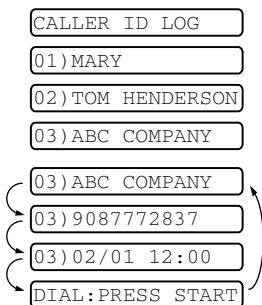 CALLER ID LOG
01)MARY
02)TOM HENDERSON
03)ABC COMPANY
03)ABC COMPANY
03)9087772837
03)02/01 12:00
DIAL:PRESS START